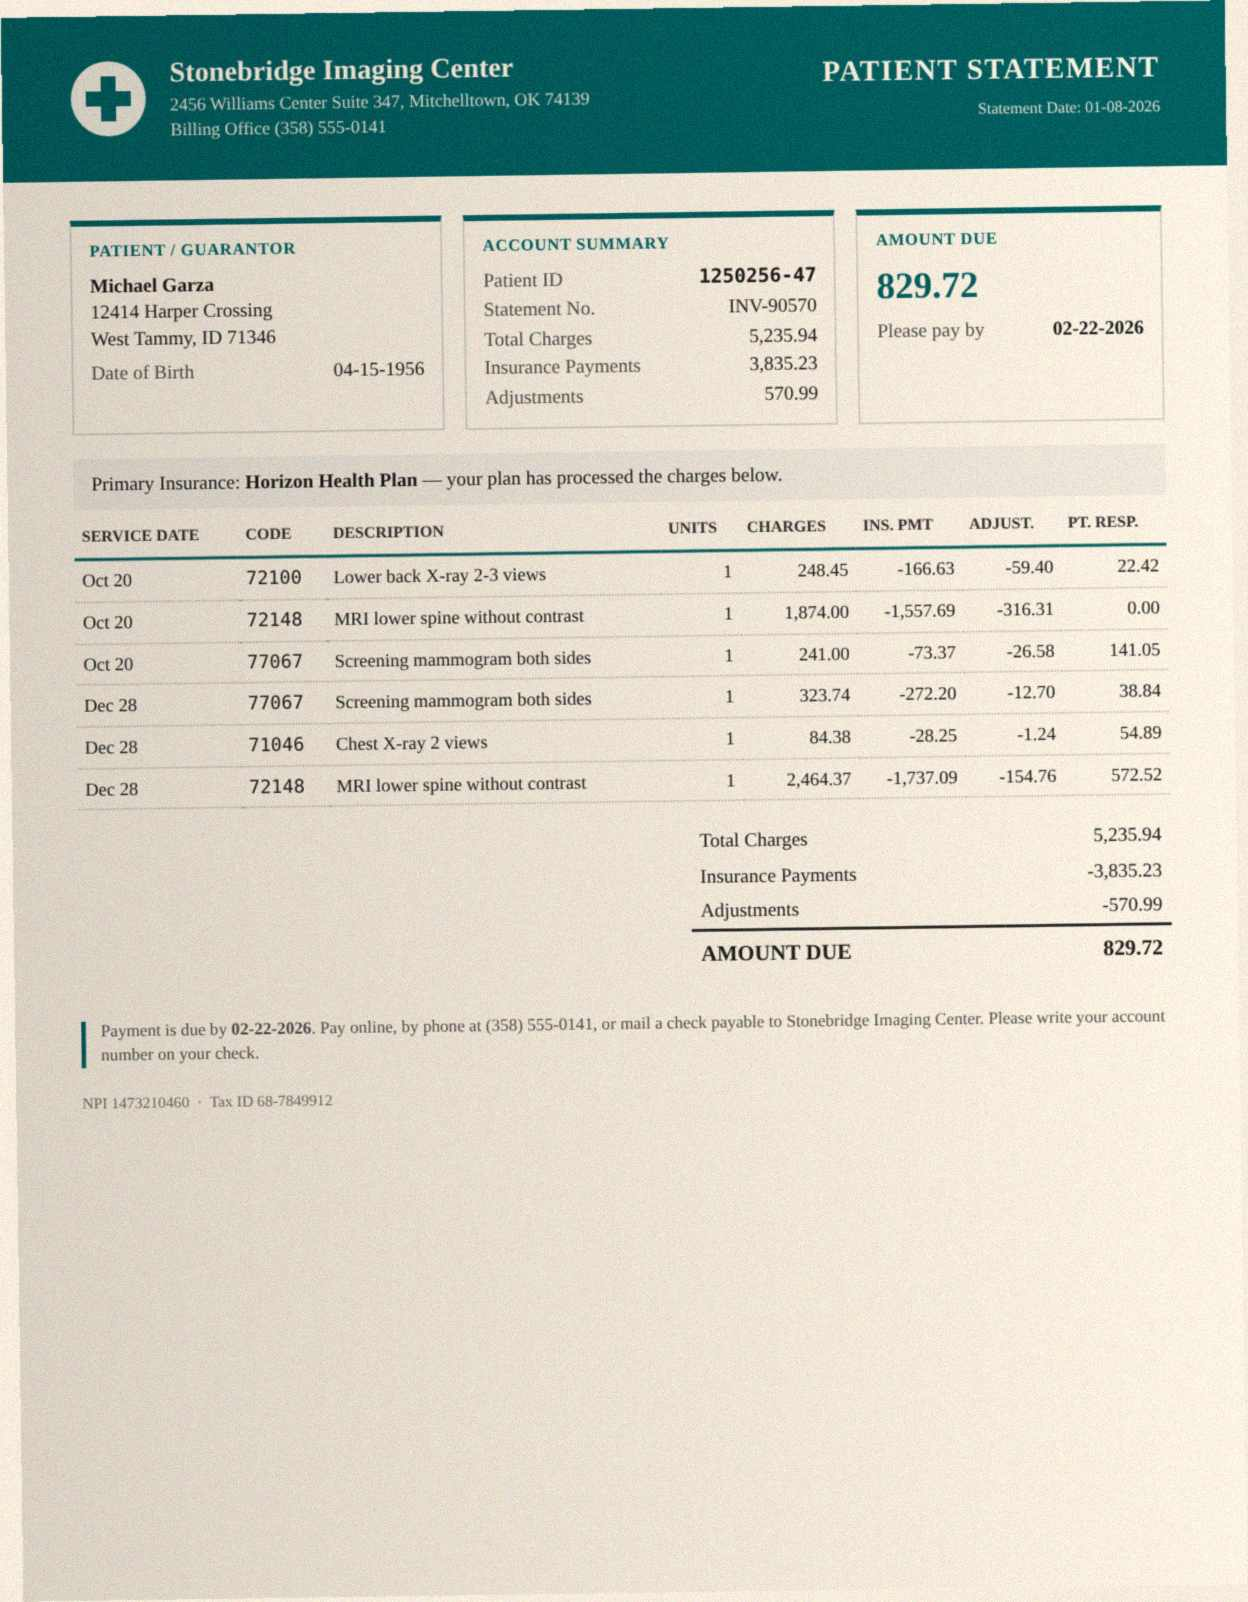 Stonebridge Imaging Center
2456 Williams Center Suite 347, Mitchelltown, OK 74139
Billing Office (358) 555-0141
PATIENT STATEMENT
Statement Date: 01-08-2026
PATIENT / GUARANTOR
Michael Garza
12414 Harper Crossing
West Tammy, ID 71346
Date of Birth 04-15-1956
ACCOUNT SUMMARY
Patient ID 1250256-47
Statement No. INV-90570
Total Charges 5,235.94
Insurance Payments 3,835.23
Adjustments 570.99
AMOUNT DUE
829.72
Please pay by 02-22-2026
Primary Insurance: Horizon Health Plan — your plan has processed the charges below.
SERVICE DATE CODE DESCRIPTION UNITS CHARGES INS. PMT ADJUST. PT. RESP.
Oct 20 72100 Lower back X-ray 2-3 views 1 248.45 -166.63 -59.40 22.42
Oct 20 72148 MRI lower spine without contrast 1 1,874.00 -1,557.69 -316.31 0.00
Oct 20 77067 Screening mammogram both sides 1 241.00 -73.37 -26.58 141.05
Dec 28 77067 Screening mammogram both sides 1 323.74 -272.20 -12.70 38.84
Dec 28 71046 Chest X-ray 2 views 1 84.38 -28.25 -1.24 54.89
Dec 28 72148 MRI lower spine without contrast 1 2,464.37 -1,737.09 -154.76 572.52
Total Charges 5,235.94
Insurance Payments -3,835.23
Adjustments -570.99
AMOUNT DUE 829.72
Payment is due by 02-22-2026. Pay online, by phone at (358) 555-0141, or mail a check payable to Stonebridge Imaging Center. Please write your account
number on your check.
NPI 1473210460 · Tax ID 68-7849912